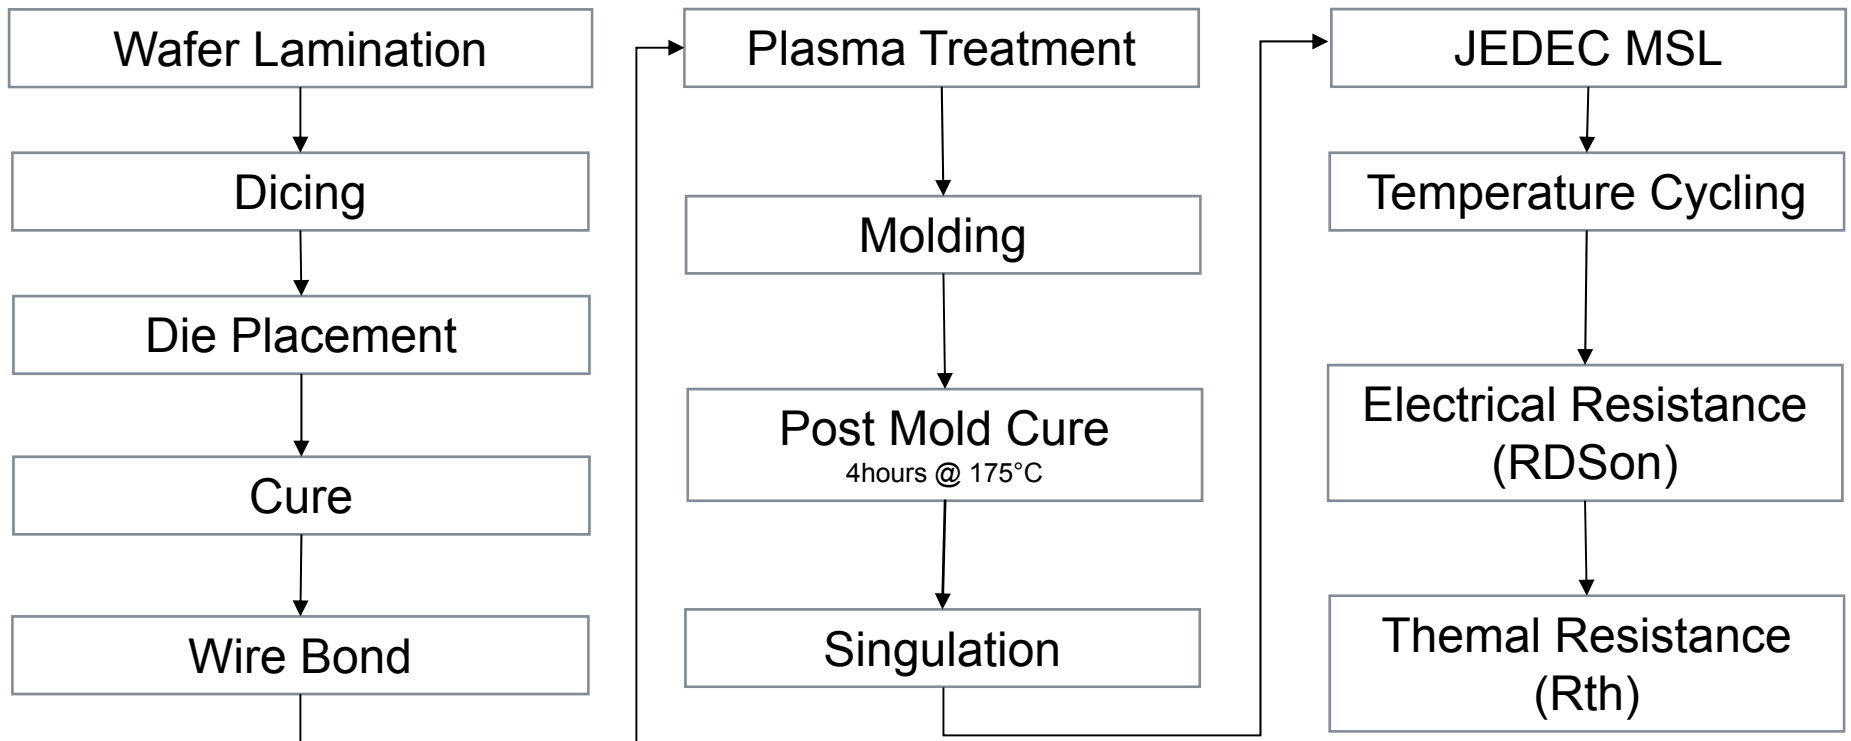 Wafer Lamination
Dicing
Die Placement
Cure
Wire Bond
Plasma Treatment
Molding
Post Mold Cure
4hours @ 175°C
Singulation
JEDEC MSL
Temperature Cycling
Electrical Resistance
(RDSon)
Themal Resistance
(Rth)